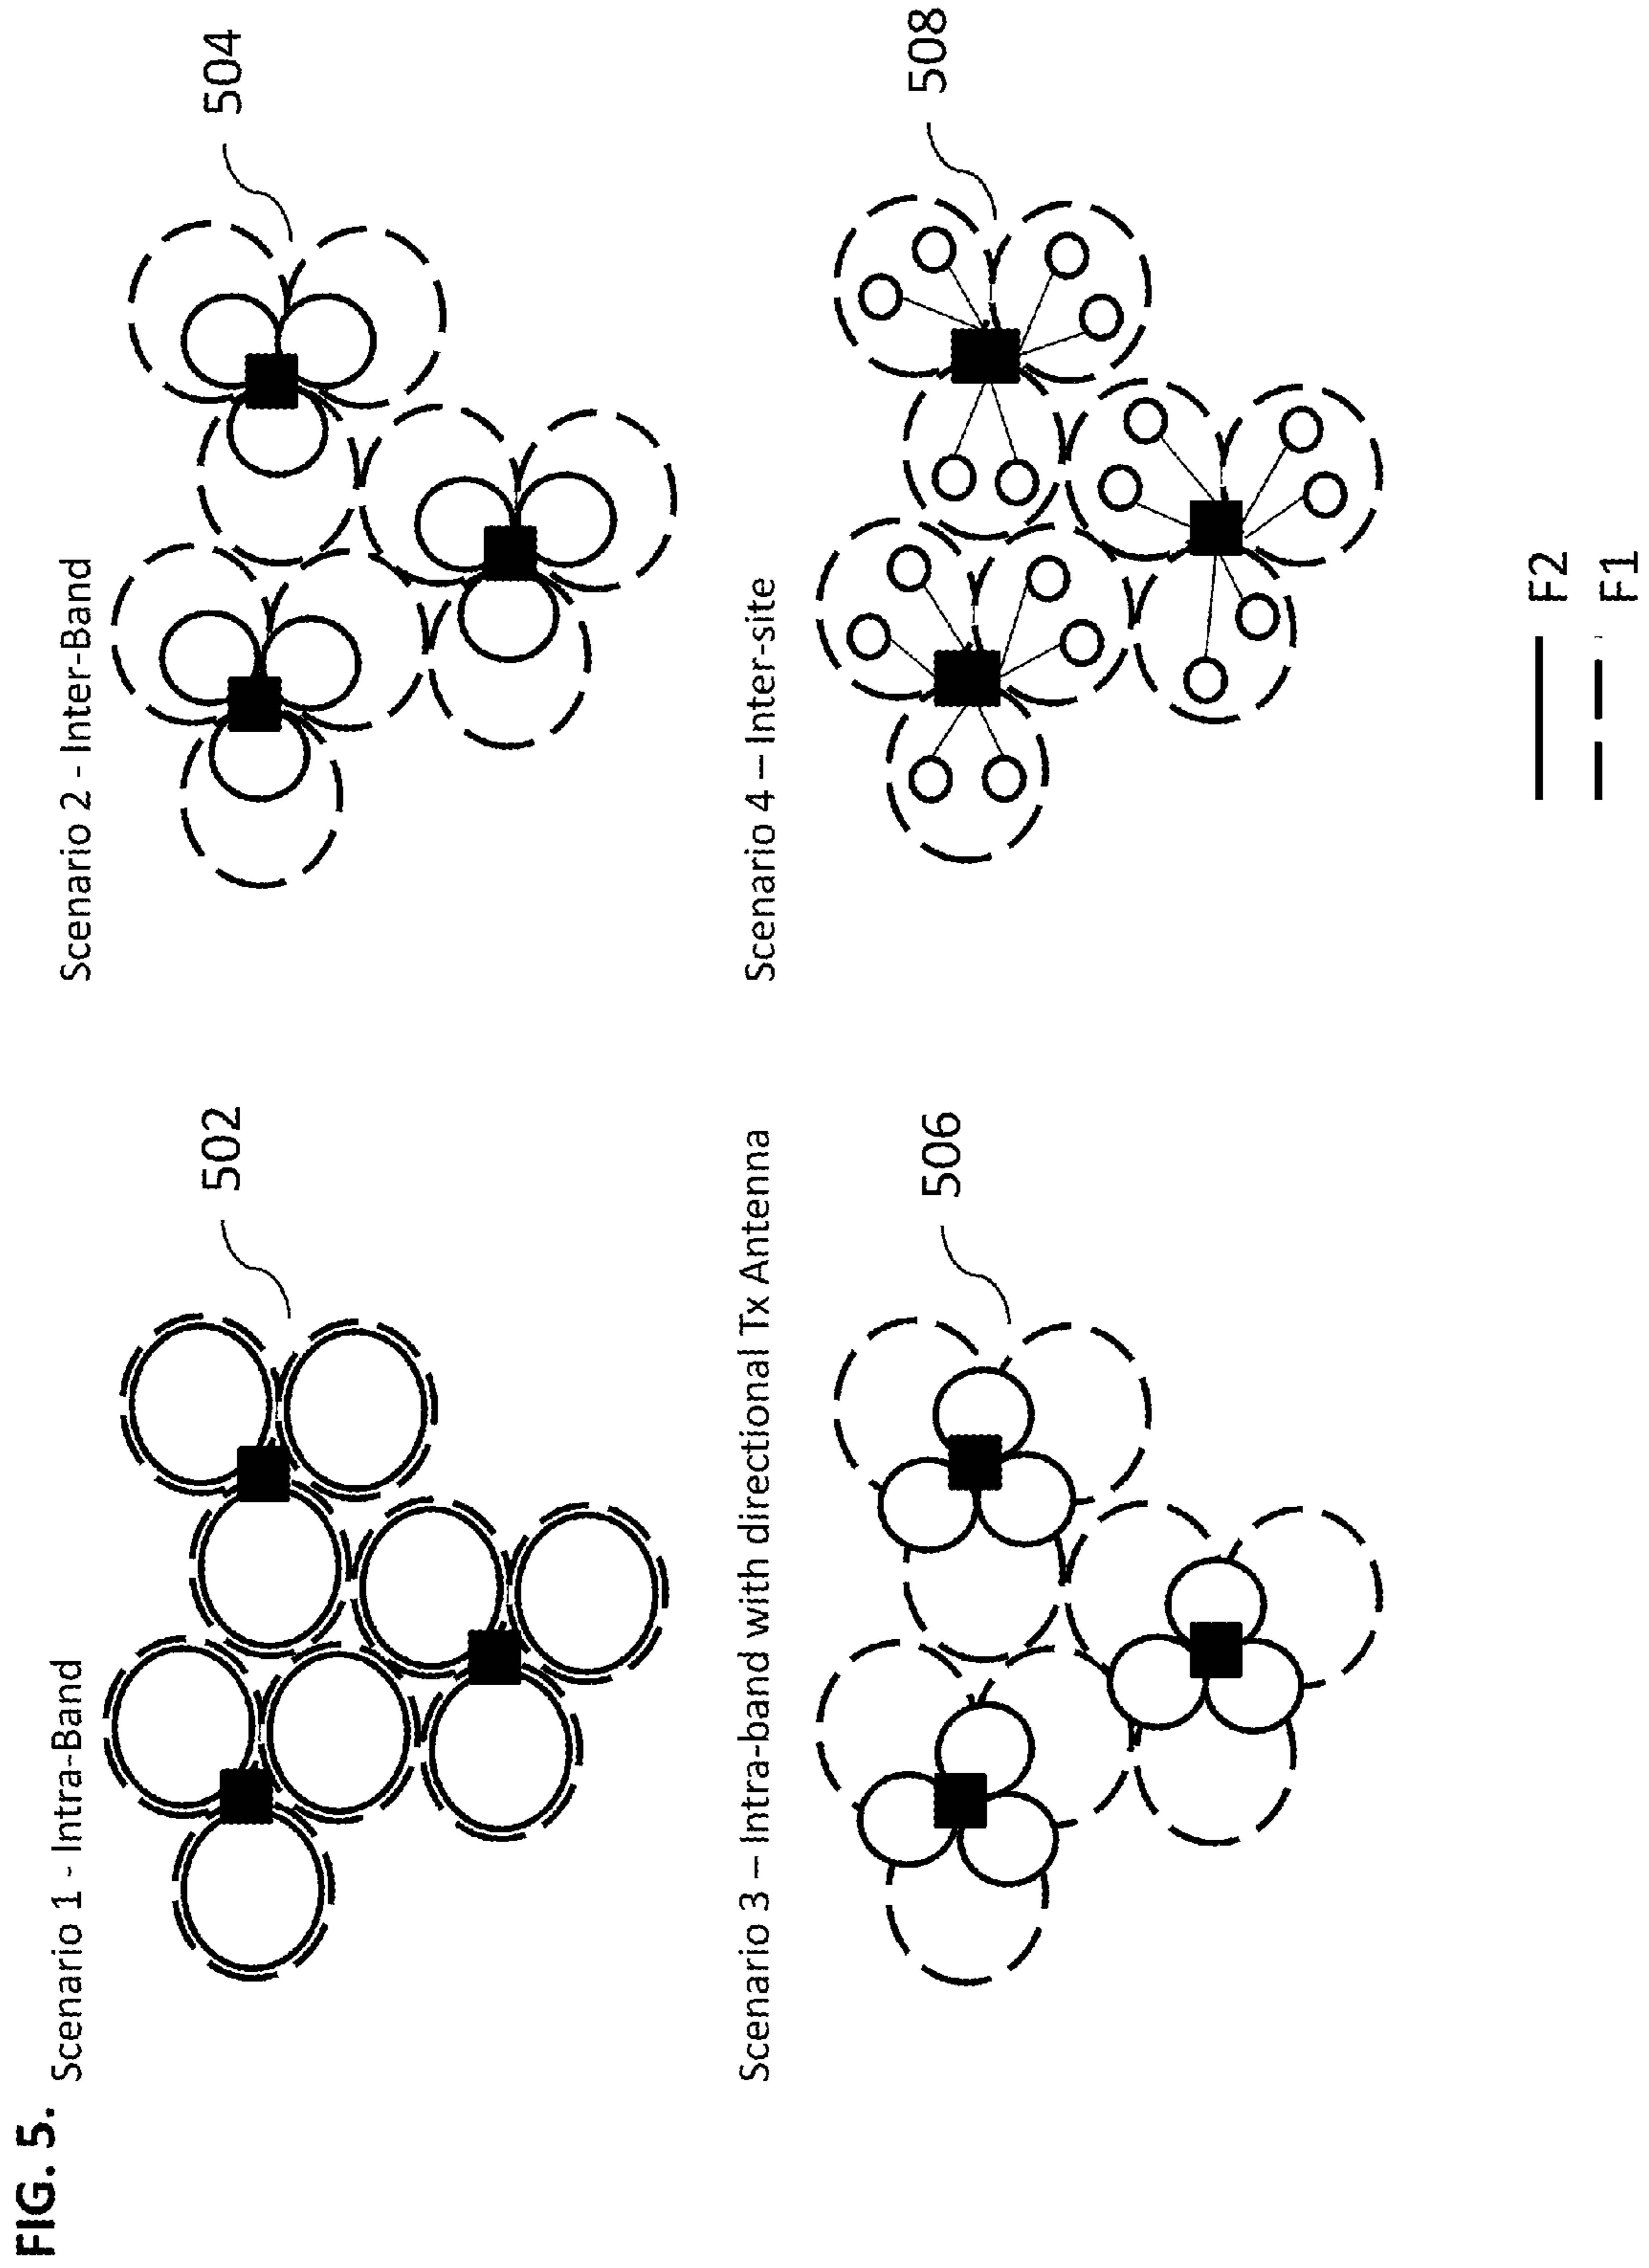 FIG. 5.
Scenario 1 - Intra-Band
502
Scenario 2 - Inter-Band
504
Scenario 3 – Intra-band with directional Tx Antenna
506
Scenario 4 – Inter-site
508
F2
F1